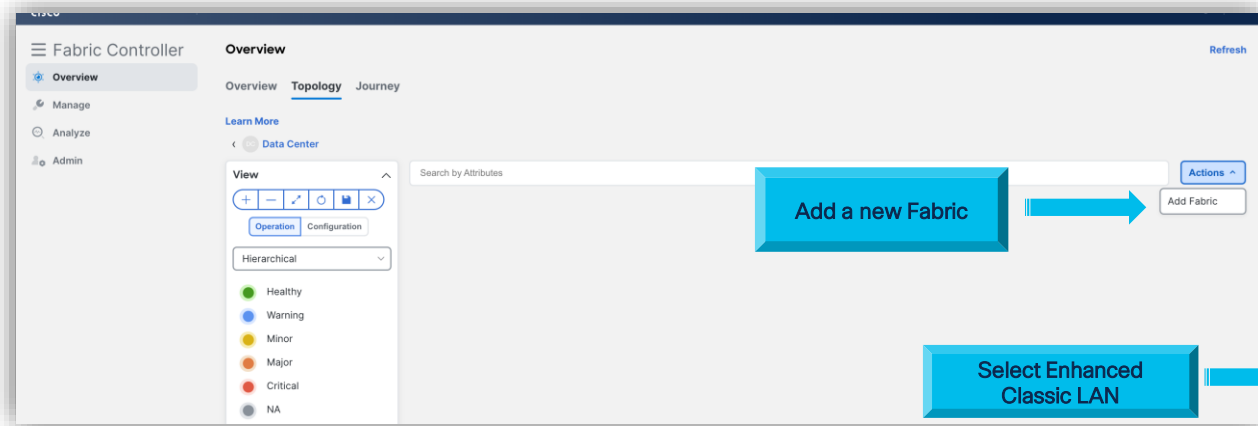 Fabric Controller
Overview
Refresh
Overview
Manage
Analyze
Admin
Overview Topology Journey
Learn More
Data Center
View
Search by Attributes
Actions
Add Fabric
Add a new Fabric
Operation Configuration
Hierarchical
Healthy
Warning
Minor
Major
Critical
NA
Select Enhanced
Classic LAN